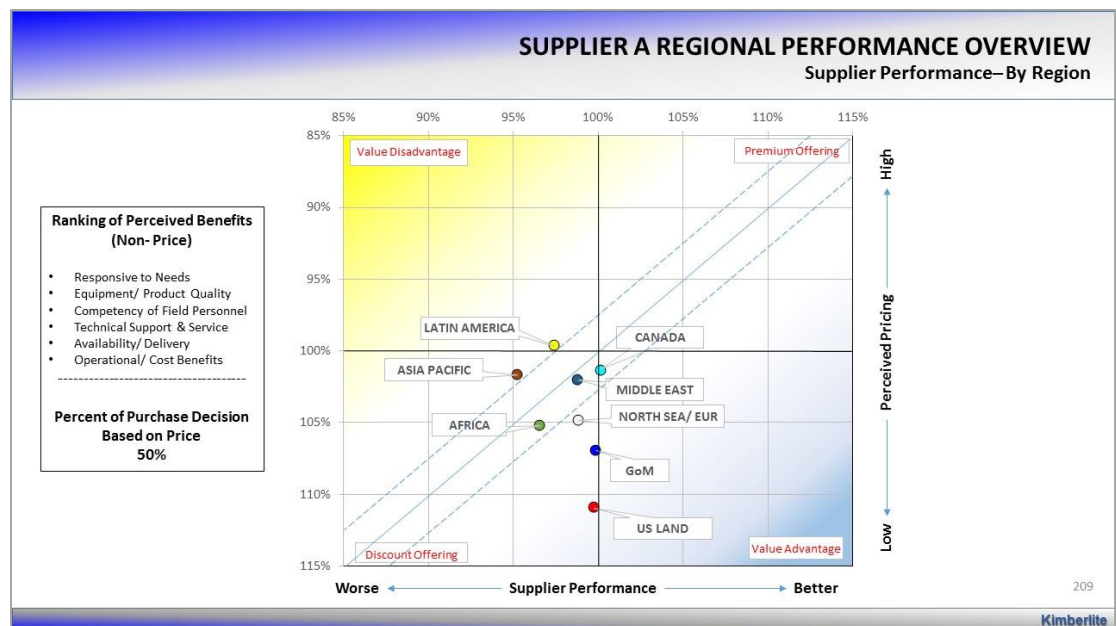 SUPPLIER A REGIONAL PERFORMANCE OVERVIEW
Supplier Performance– By Region
85% 90% 95% 100% 105% 110% 115%
85%
90%
95%
100%
105%
110%
115%
Value Disadvantage
Premium Offering
Discount Offering
Value Advantage
LATIN AMERICA
CANADA
ASIA PACIFIC
MIDDLE EAST
NORTH SEA/ EUR
AFRICA
GoM
US LAND
High
Perceived Pricing
Low
Worse Supplier Performance Better
Ranking of Perceived Benefits
(Non- Price)
• Responsive to Needs
• Equipment/ Product Quality
• Competency of Field Personnel
• Technical Support & Service
• Availability/ Delivery
• Operational/ Cost Benefits
--------------------------------------
Percent of Purchase Decision
Based on Price
50%
209
Kimberlite